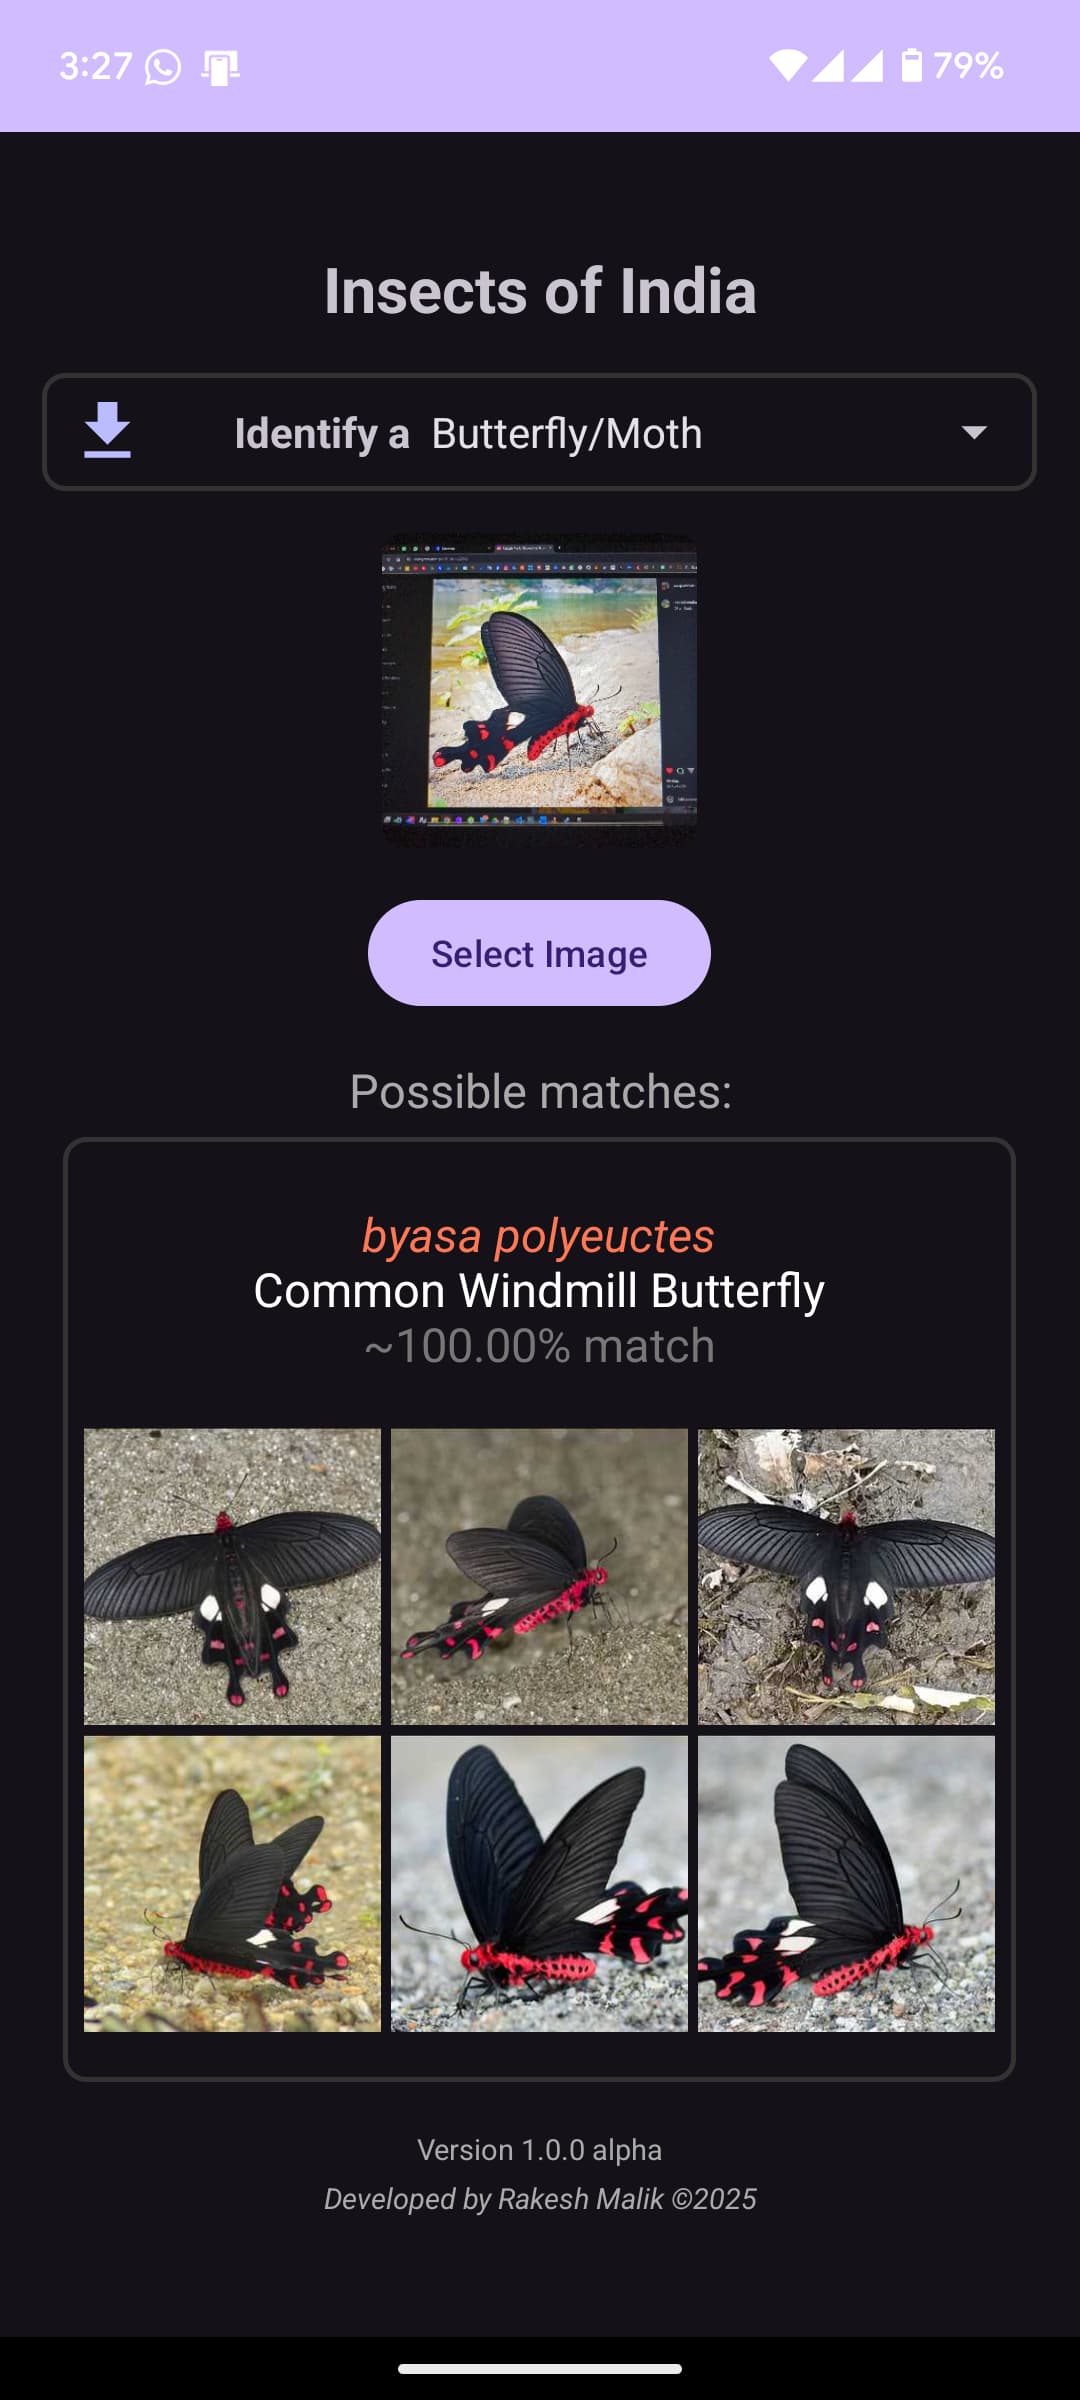 3:27
79%
Insects of India
Identify a Butterfly/Moth
Select Image
Possible matches:
byasa polyeuctes
Common Windmill Butterfly
~100.00% match
Version 1.0.0 alpha
Developed by Rakesh Malik ©2025